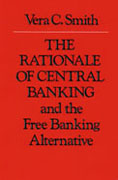 Vera C. Smith
THE
RATIONALE OF CENTRAL
BANKING
and the
FREE BANKING
ALTERNATIVE